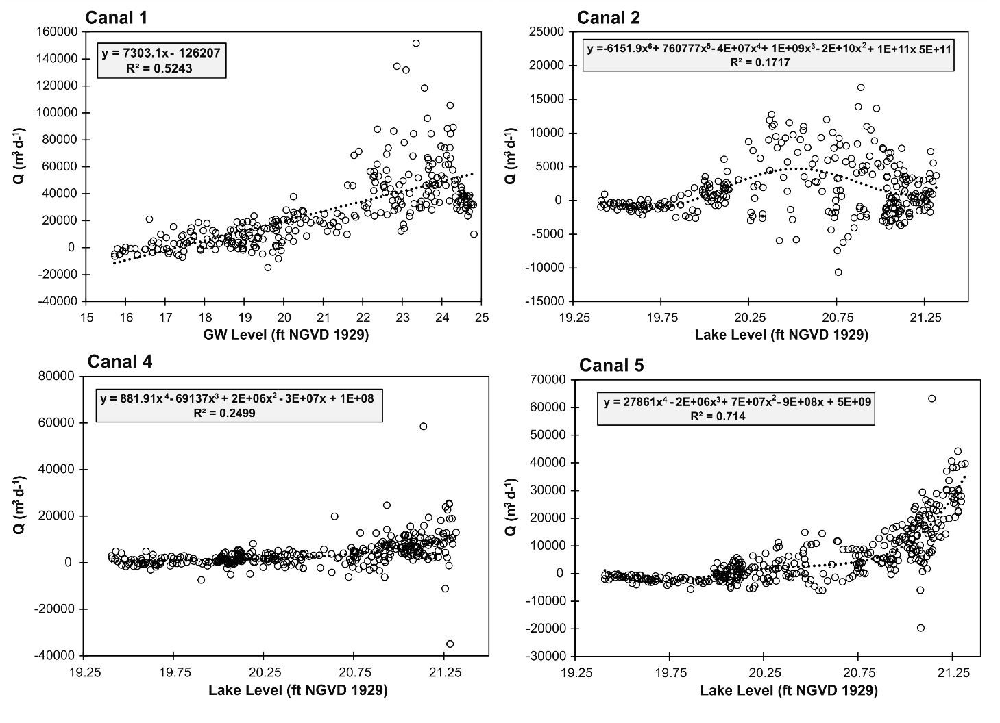 Canal 1
160000
140000
120000
100000
80000
60000
40000
20000
0
-20000
-40000
Q (m³ d-¹)
y = 7303.1x - 126207
R² = 0.5243
15 16 17 18 19 20 21 22 23 24 25
GW Level (ft NGVD 1929)
Canal 2
25000
20000
15000
10000
5000
0
-5000
-10000
-15000
Q (m³ d-¹)
y =-6151.9x⁶+ 760777x⁵- 4E+07x⁴+ 1E+09x³- 2E+10x²+ 1E+11x 5E+11
R² = 0.1717
19.25 19.75 20.25 20.75 21.25
Lake Level (ft NGVD 1929)
Canal 4
80000
60000
40000
20000
0
-20000
-40000
Q (m³ d-¹)
y = 881.91x⁴- 69137x³ + 2E+06x² - 3E+07x + 1E+08
R² = 0.2499
19.25 19.75 20.25 20.75 21.25
Lake Level (ft NGVD 1929)
Canal 5
70000
60000
50000
40000
30000
20000
10000
0
-10000
-20000
-30000
Q (m³ d-¹)
y = 27861x⁴ - 2E+06x³+ 7E+07x²- 9E+08x + 5E+09
R² = 0.714
19.25 19.75 20.25 20.75 21.25
Lake Level (ft NGVD 1929)